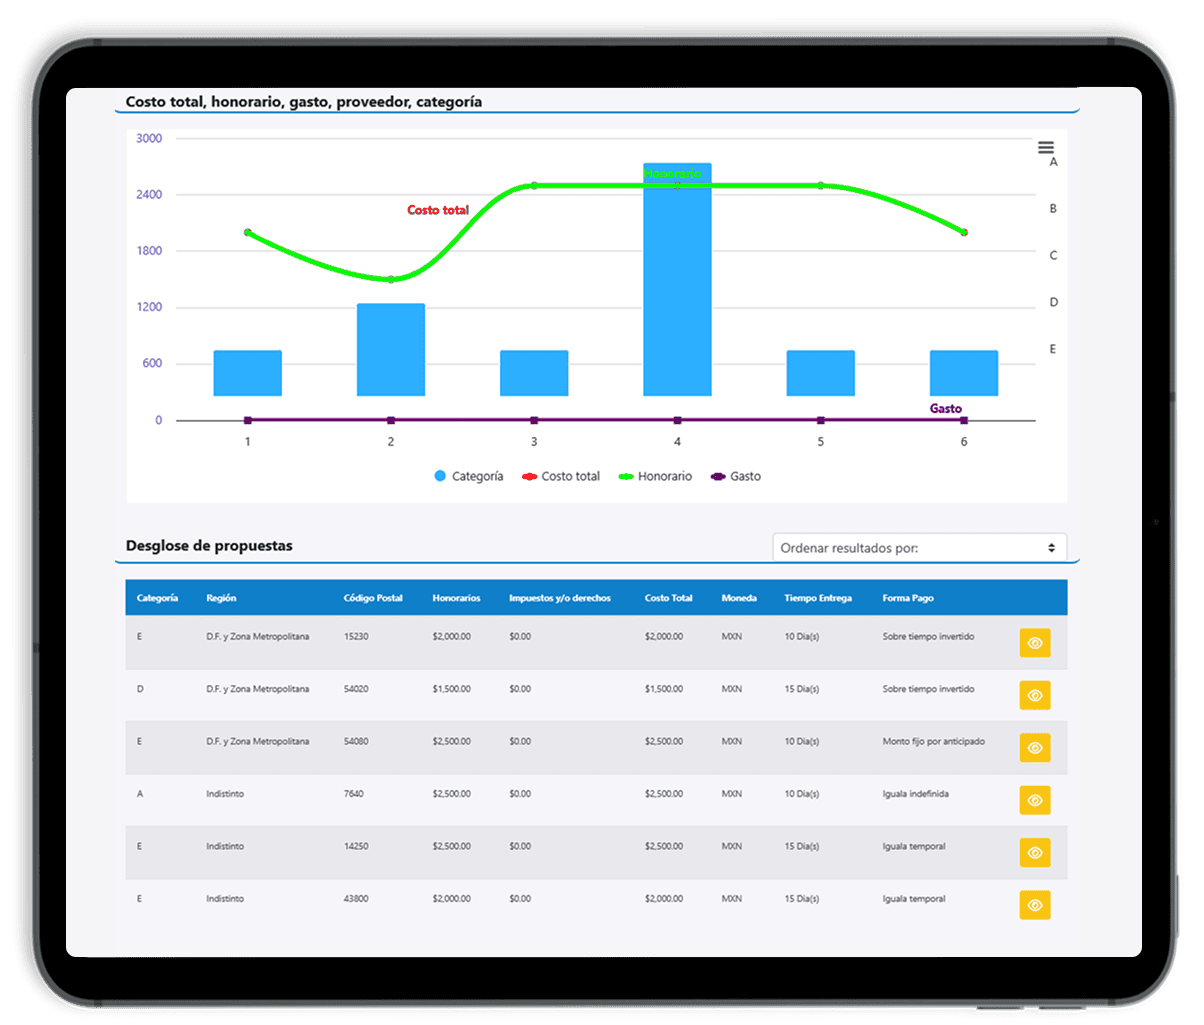 Costo total, honorario, gasto, proveedor, categoría
3000
A
Honorario
2400
Costo total
B
1800
C
1200
D
E
600
Gasto
0
1 2 3 4 5 6
Categoría Costo total Honorario Gasto
Desglose de propuestas
Ordenar resultados por:
Categoría Región Código Postal Honorarios Impuestos y/o derechos Costo Total Moneda Tiempo Entrega Forma Pago
E D.F. y Zona Metropolitana 15230 $2,000.00 $0.00 $2,000.00 MXN 10 Dia(s) Sobre tiempo invertido
D D.F. y Zona Metropolitana 54020 $1,500.00 $0.00 $1,500.00 MXN 15 Dia(s) Sobre tiempo invertido
E D.F. y Zona Metropolitana 54080 $2,500.00 $0.00 $2,500.00 MXN 10 Dia(s) Monto fijo por anticipado
A Indistinto 7640 $2,500.00 $0.00 $2,500.00 MXN 10 Dia(s) Iguala indefinida
E Indistinto 14250 $2,500.00 $0.00 $2,500.00 MXN 15 Dia(s) Iguala temporal
E Indistinto 43800 $2,000.00 $0.00 $2,000.00 MXN 15 Dia(s) Iguala temporal